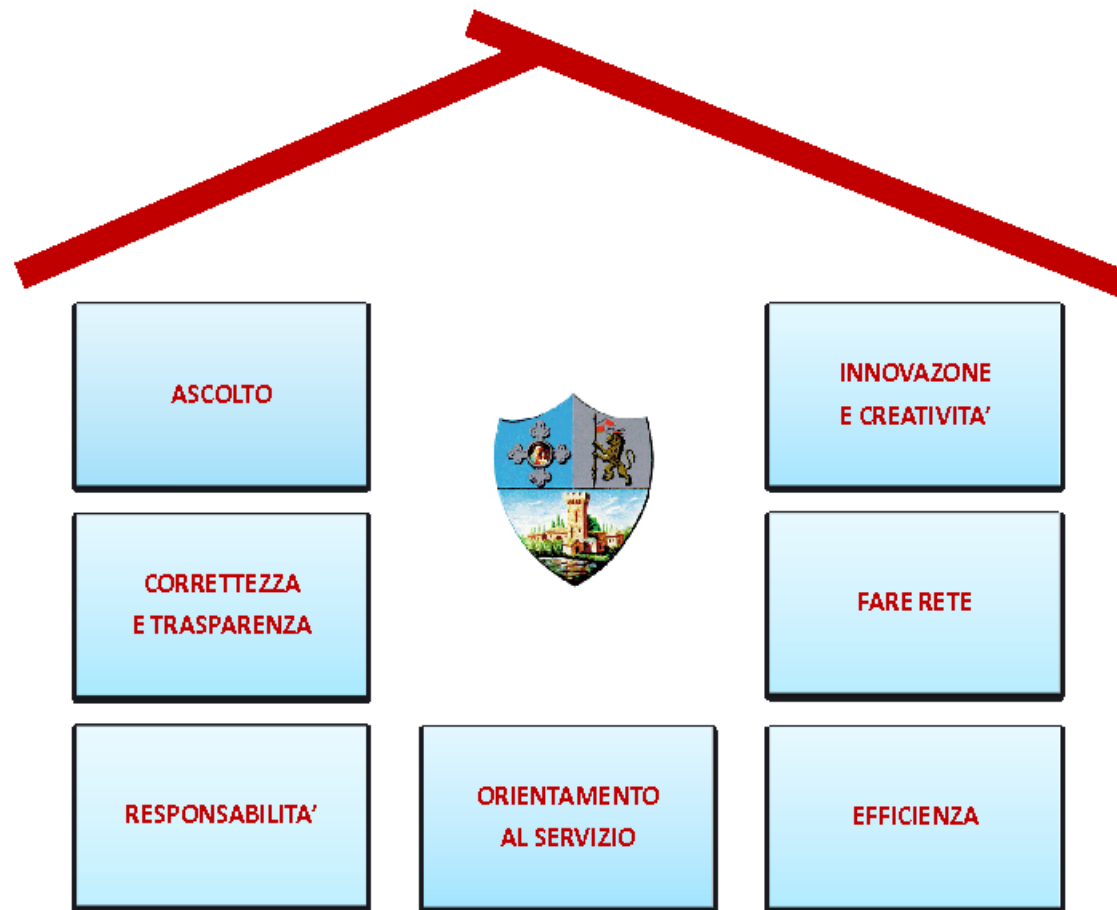 ASCOLTO
INNOVAZONE
E CREATIVITA’
CORRETTEZZA
E TRASPARENZA
FARE RETE
RESPONSABILITA’
ORIENTAMENTO
AL SERVIZIO
EFFICIENZA